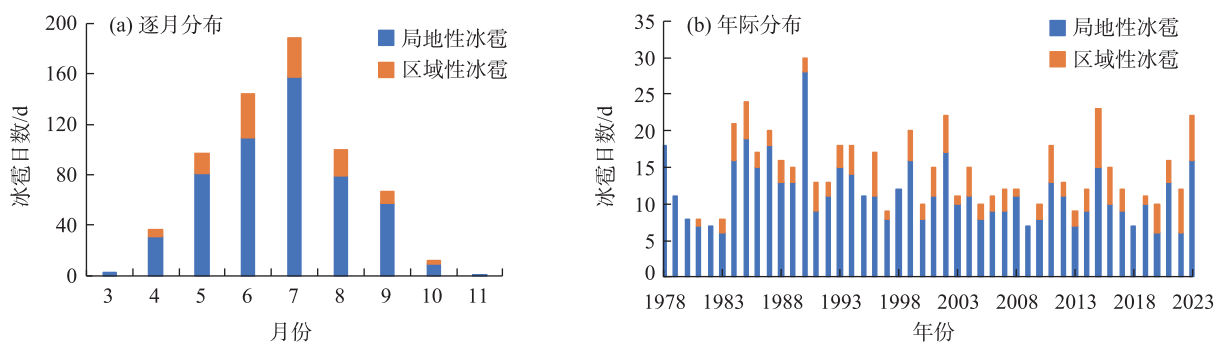 (a) 逐月分布
局地性冰雹
区域性冰雹
冰雹日数/d
200
160
120
80
40
0
3 4 5 6 7 8 9 10 11
月份
(b) 年际分布
局地性冰雹
区域性冰雹
冰雹日数/d
35
30
25
20
15
10
5
0
1978 1983 1988 1993 1998 2003 2008 2013 2018 2023
年份